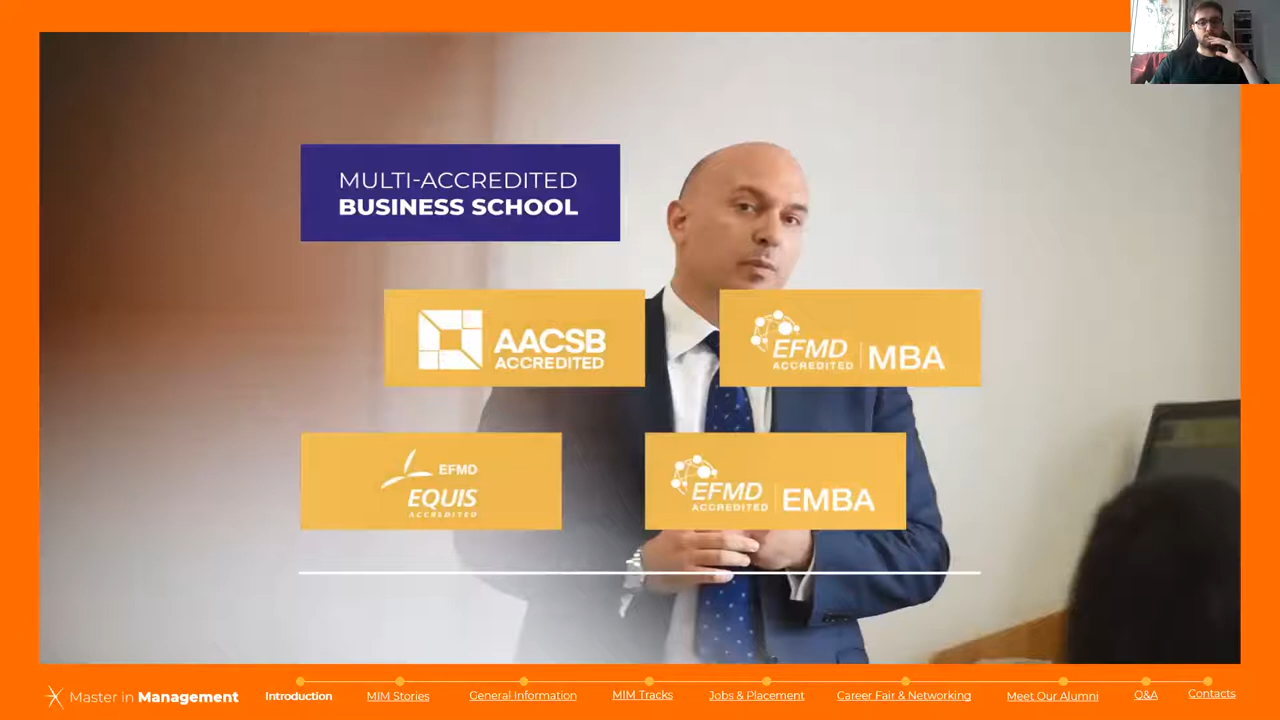 MULTI-ACCREDITED
BUSINESS SCHOOL
AACSB
ACCREDITED
EFMD
ACCREDITED
MBA
EFMD
EQUIS
ACCREDITED
EFMD
ACCREDITED
EMBA
Master in Management
Introduction
MIM Stories
General Information
MIM Tracks
Jobs & Placement
Career Fair & Networking
Meet Our Alumni
Q&A
Contacts